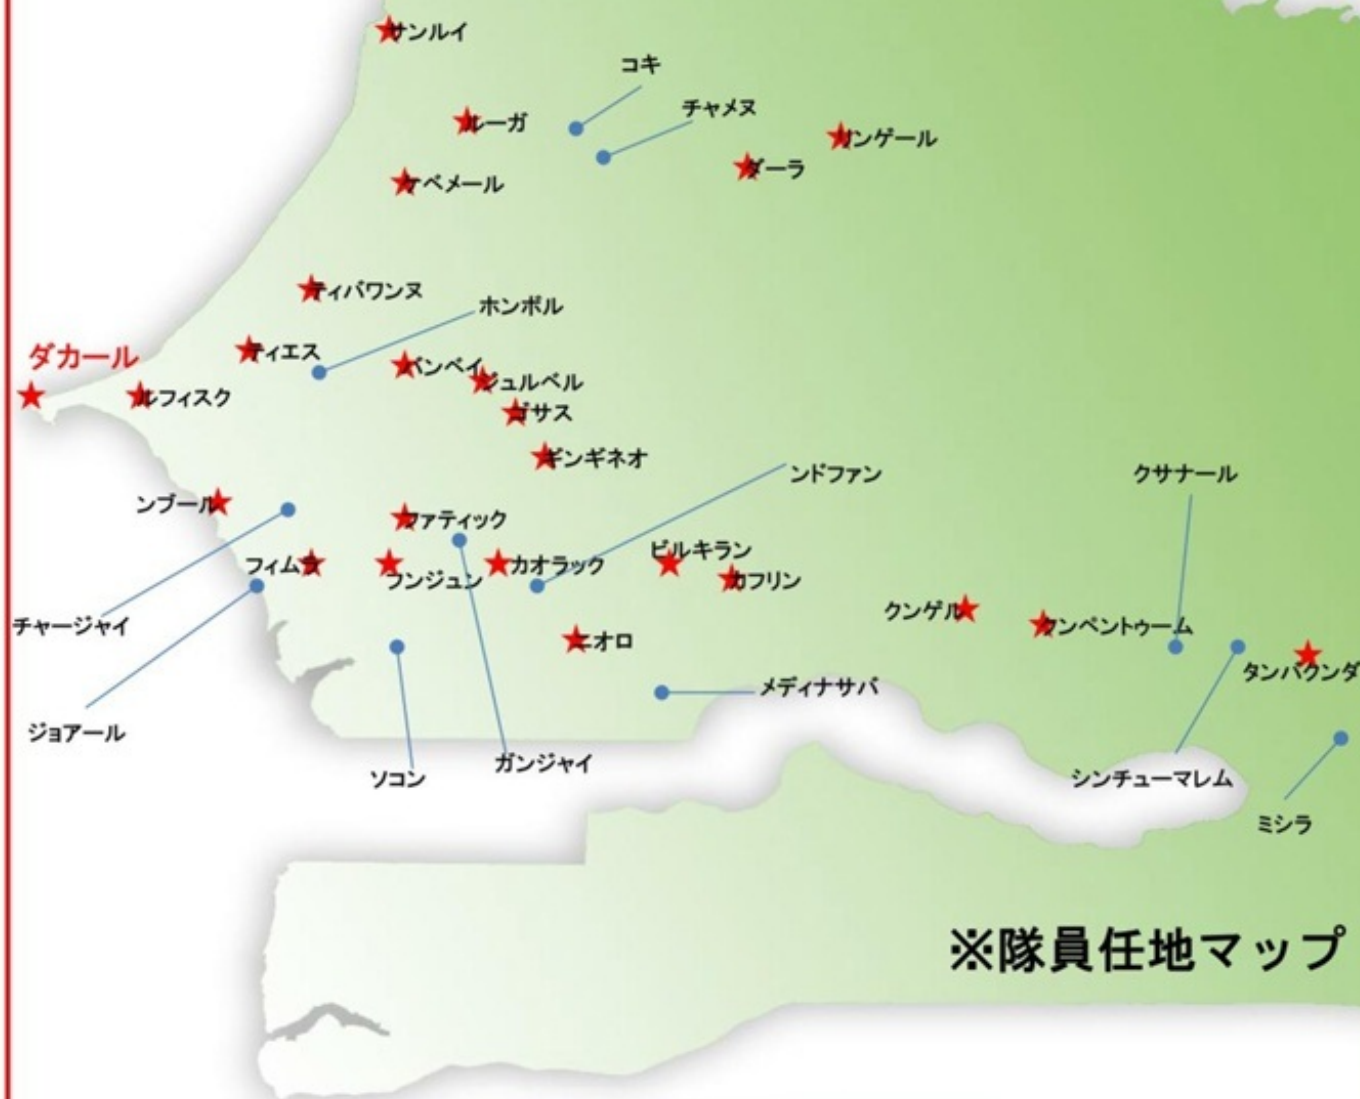 サンルイ
コキ
チャメヌ
ルーガ
リンゲール
ダーラ
ケベメール
ティバワンヌ
ホンボル
ダカール
ティエス
バンベイ
ジュルベル
ルフィスク
ゴサス
ギンギネオ
ンドファン
クサナール
ンブール
ファティック
ビルキラン
フィムラ
フンジュン
カオラック
カフリン
クンゲル
クンペントゥーム
チャージャイ
ニオロ
タンバクンダ
メディナサバ
ジョアール
ガンジャイ
ソコン
シンチューマレム
ミシラ
※隊員任地マップ